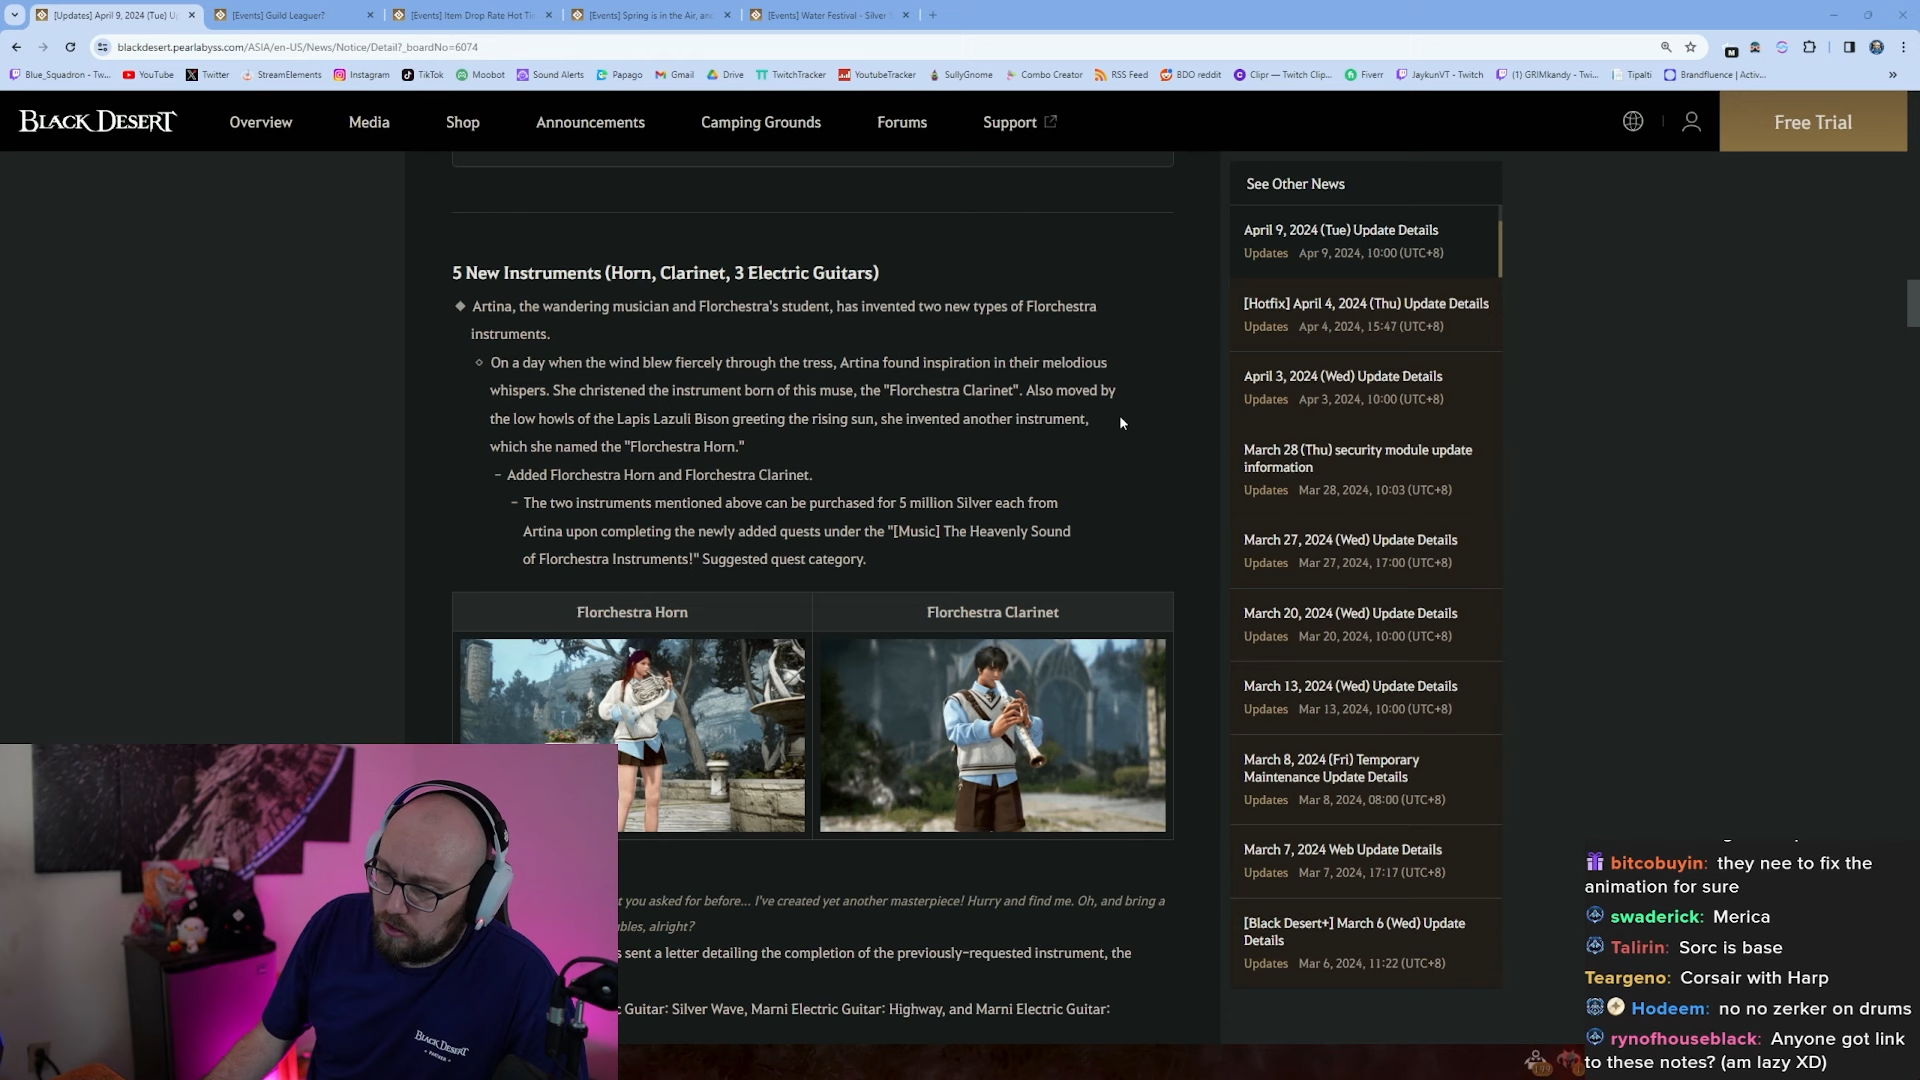 [Updates] April 9, 2024 (Tue) U
[Events] Guild Leaguer?
[Events] Item Drop Rate Hot Ti
[Events] Spring is in the Air, an
[Events] Water Festival - Silver
blackdesert.pearlabyss.com/ASIA/en-US/News/Notice/Detail?_boardNo=6074
Blue_Squadron - Tw...
YouTube
Twitter
StreamElements
Instagram
TikTok
Moobot
Sound Alerts
Papago
Gmail
Drive
TwitchTracker
YoutubeTracker
SullyGnome
Combo Creator
RSS Feed
BDO reddit
Clipr — Twitch Clip...
Fiverr
JaykunVT - Twitch
(1) GRIMkandy - Twi...
Tipalti
Brandfluence | Activ...
BLACK DESERT
Overview
Media
Shop
Announcements
Camping Grounds
Forums
Support
Free Trial
5 New Instruments (Horn, Clarinet, 3 Electric Guitars)
Artina, the wandering musician and Florchestra's student, has invented two new types of Florchestra
instruments.
On a day when the wind blew fiercely through the tress, Artina found inspiration in their melodious
whispers. She christened the instrument born of this muse, the "Florchestra Clarinet". Also moved by
the low howls of the Lapis Lazuli Bison greeting the rising sun, she invented another instrument,
which she named the "Florchestra Horn."
– Added Florchestra Horn and Florchestra Clarinet.
– The two instruments mentioned above can be purchased for 5 million Silver each from
Artina upon completing the newly added quests under the "[Music] The Heavenly Sound
of Florchestra Instruments!" Suggested quest category.
Florchestra Horn
Florchestra Clarinet
t you asked for before... I've created yet another masterpiece! Hurry and find me. Oh, and bring a
bles, alright?
s sent a letter detailing the completion of the previously-requested instrument, the
c Guitar: Silver Wave, Marni Electric Guitar: Highway, and Marni Electric Guitar:
See Other News
April 9, 2024 (Tue) Update Details
Updates Apr 9, 2024, 10:00 (UTC+8)
[Hotfix] April 4, 2024 (Thu) Update Details
Updates Apr 4, 2024, 15:47 (UTC+8)
April 3, 2024 (Wed) Update Details
Updates Apr 3, 2024, 10:00 (UTC+8)
March 28 (Thu) security module update
information
Updates Mar 28, 2024, 10:03 (UTC+8)
March 27, 2024 (Wed) Update Details
Updates Mar 27, 2024, 17:00 (UTC+8)
March 20, 2024 (Wed) Update Details
Updates Mar 20, 2024, 10:00 (UTC+8)
March 13, 2024 (Wed) Update Details
Updates Mar 13, 2024, 10:00 (UTC+8)
March 8, 2024 (Fri) Temporary
Maintenance Update Details
Updates Mar 8, 2024, 08:00 (UTC+8)
March 7, 2024 Web Update Details
Updates Mar 7, 2024, 17:17 (UTC+8)
[Black Desert+] March 6 (Wed) Update
Details
Updates Mar 6, 2024, 11:22 (UTC+8)
bitcobuyin: they nee to fix the
animation for sure
swaderick: Merica
Talirin: Sorc is base
Teargeno: Corsair with Harp
Hodeem: no no zerker on drums
rynofhouseblack: Anyone got link
to these notes? (am lazy XD)
BLACK DESERT
PARTNER